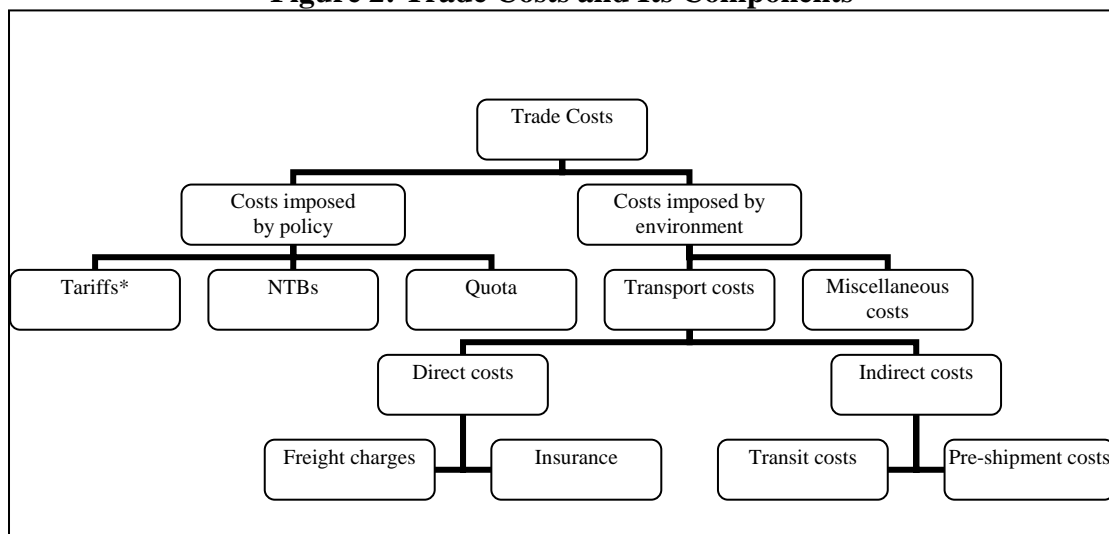 Figure 2: Trade Costs and Its Components
Trade Costs
Costs imposed
by policy
Costs imposed by
environment
Tariffs*
NTBs
Quota
Transport costs
Miscellaneous
costs
Direct costs
Indirect costs
Freight charges
Insurance
Transit costs
Pre-shipment costs